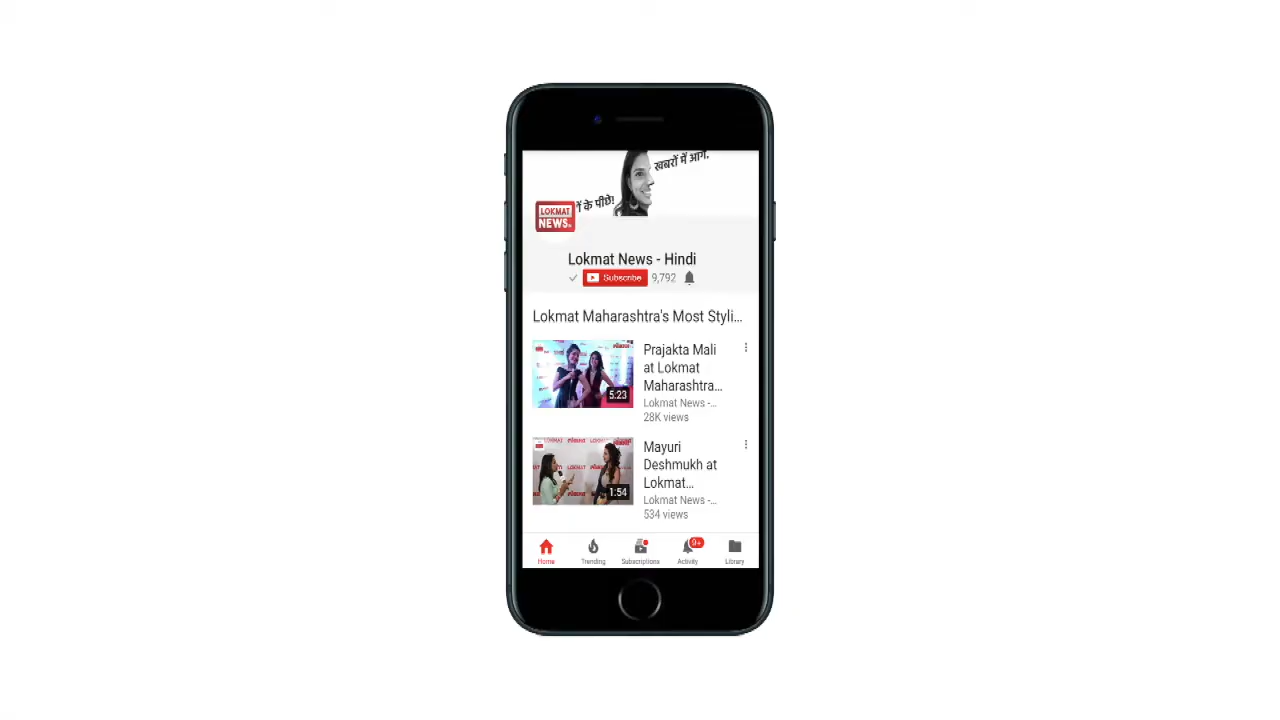 खबरों में आगे.
ों के पीछे!
LOKMAT
NEWS
Lokmat News - Hindi
Subscribe 9,792
Lokmat Maharashtra's Most Styli…
Prajakta Mali
at Lokmat
Maharashtra…
Lokmat News -…
28K views
5:23
Mayuri
Deshmukh at
Lokmat…
Lokmat News -…
534 views
LOKMAT
1:54
9+
Home Trending Subscriptions Activity Library